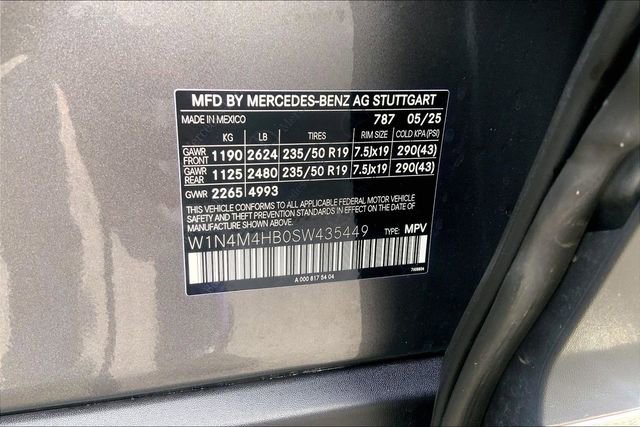 MFD BY MERCEDES-BENZ AG STUTTGART
MADE IN MEXICO 787 05/25
KG LB TIRES RIM SIZE COLD KPA (PSI)
GAWR FRONT 1190 2624 235/50 R19 7.5Jx19 290(43)
GAWR REAR 1125 2480 235/50 R19 7.5Jx19 290(43)
GVWR 2265 4993
THIS VEHICLE CONFORMS TO ALL APPLICABLE FEDERAL MOTOR VEHICLE
SAFETY AND THEFT PREVENTION STANDARDS IN EFFECT ON THE
DATE OF MANUFACTURE SHOWN ABOVE.
W1N4M4HB0SW435449 TYPE: MPV
A 000 817 54 04